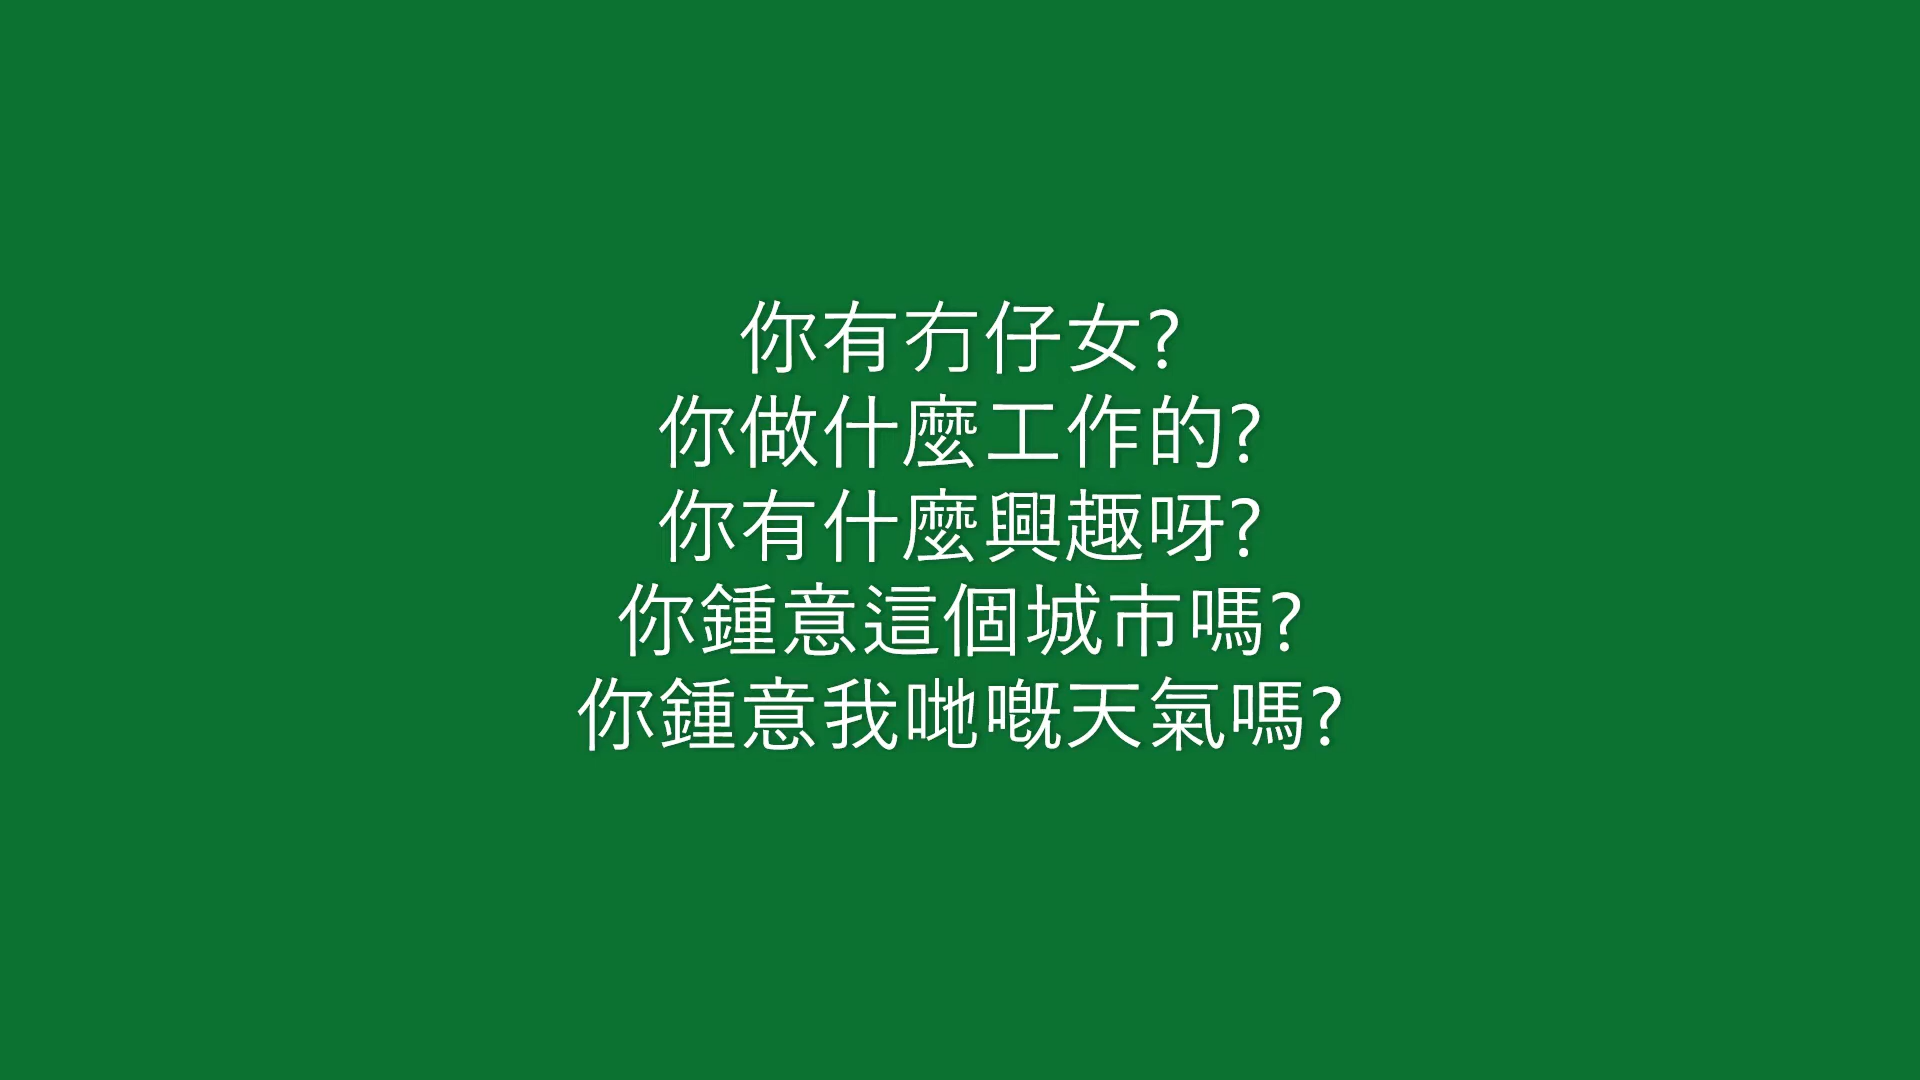 你有冇仔女?
你做什麼工作的?
你有什麼興趣呀?
你鍾意這個城市嗎?
你鍾意我哋嘅天氣嗎?